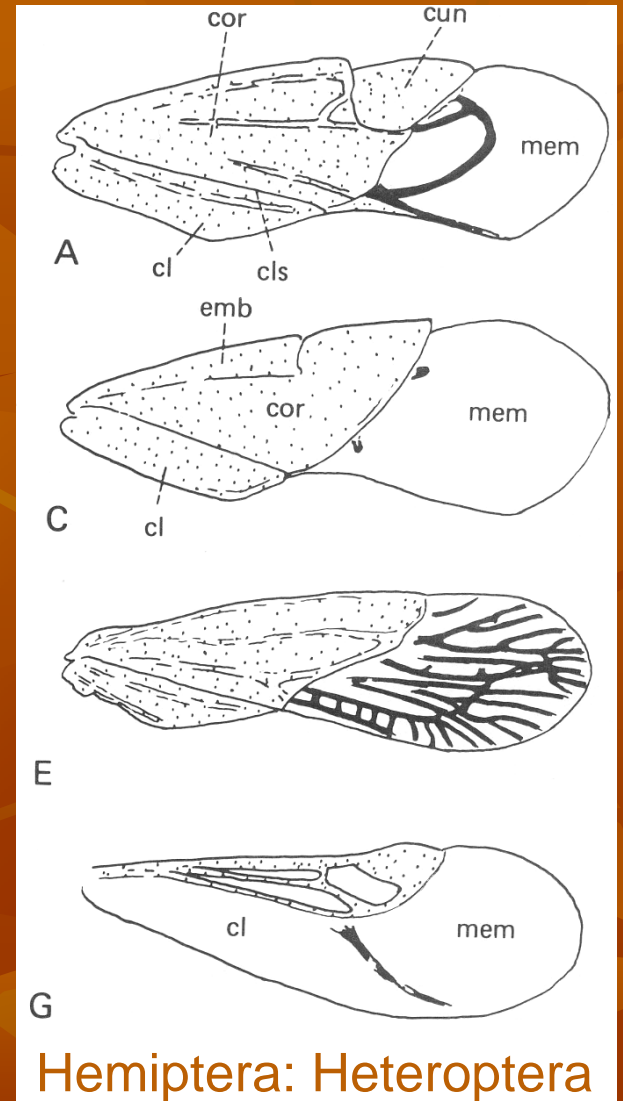 cor cun
mem
A
cl cls
emb
cor mem
C
cl
E
cl mem
G
Hemiptera: Heteroptera